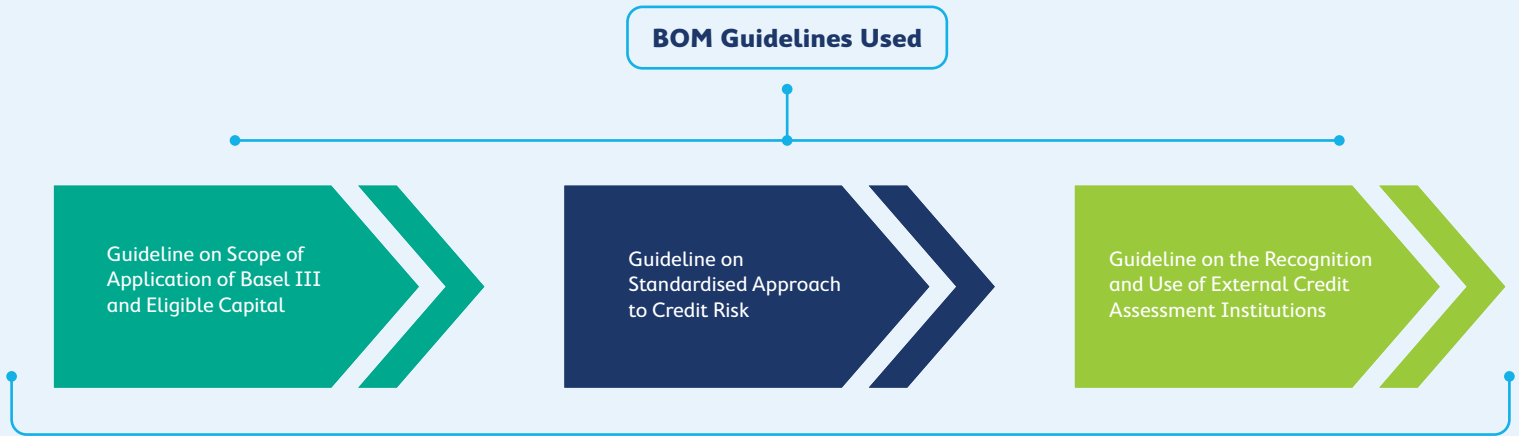 BOM Guidelines Used
Guideline on Scope of
Application of Basel III
and Eligible Capital
Guideline on
Standardised Approach
to Credit Risk
Guideline on the Recognition
and Use of External Credit
Assessment Institutions